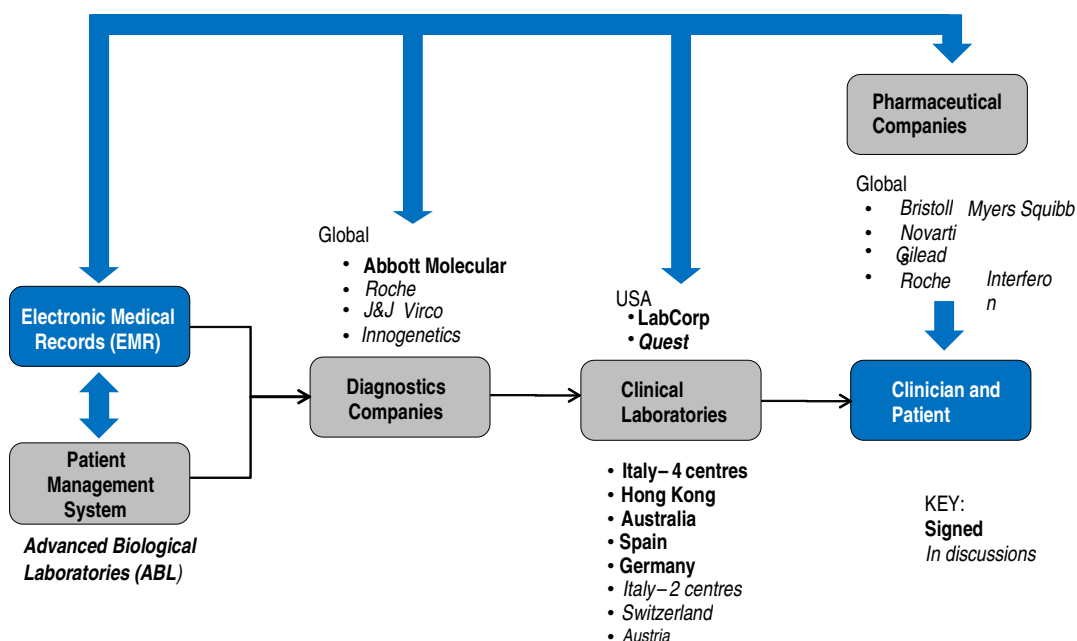 Pharmaceutical
Companies
Global
• Bristoll Myers Squibb
• Novarti
• Gilead
s
• Roche Interfero
n
Global
• Abbott Molecular
• Roche
• J&J Virco
• Innogenetics
USA
• LabCorp
• Quest
Electronic Medical
Records (EMR)
Diagnostics
Companies
Clinical
Laboratories
Clinician and
Patient
Patient
Management
System
Advanced Biological
Laboratories (ABL)
• Italy– 4 centres
• Hong Kong
• Australia
• Spain
• Germany
• Italy– 2 centres
• Switzerland
• Austria
KEY:
Signed
In discussions